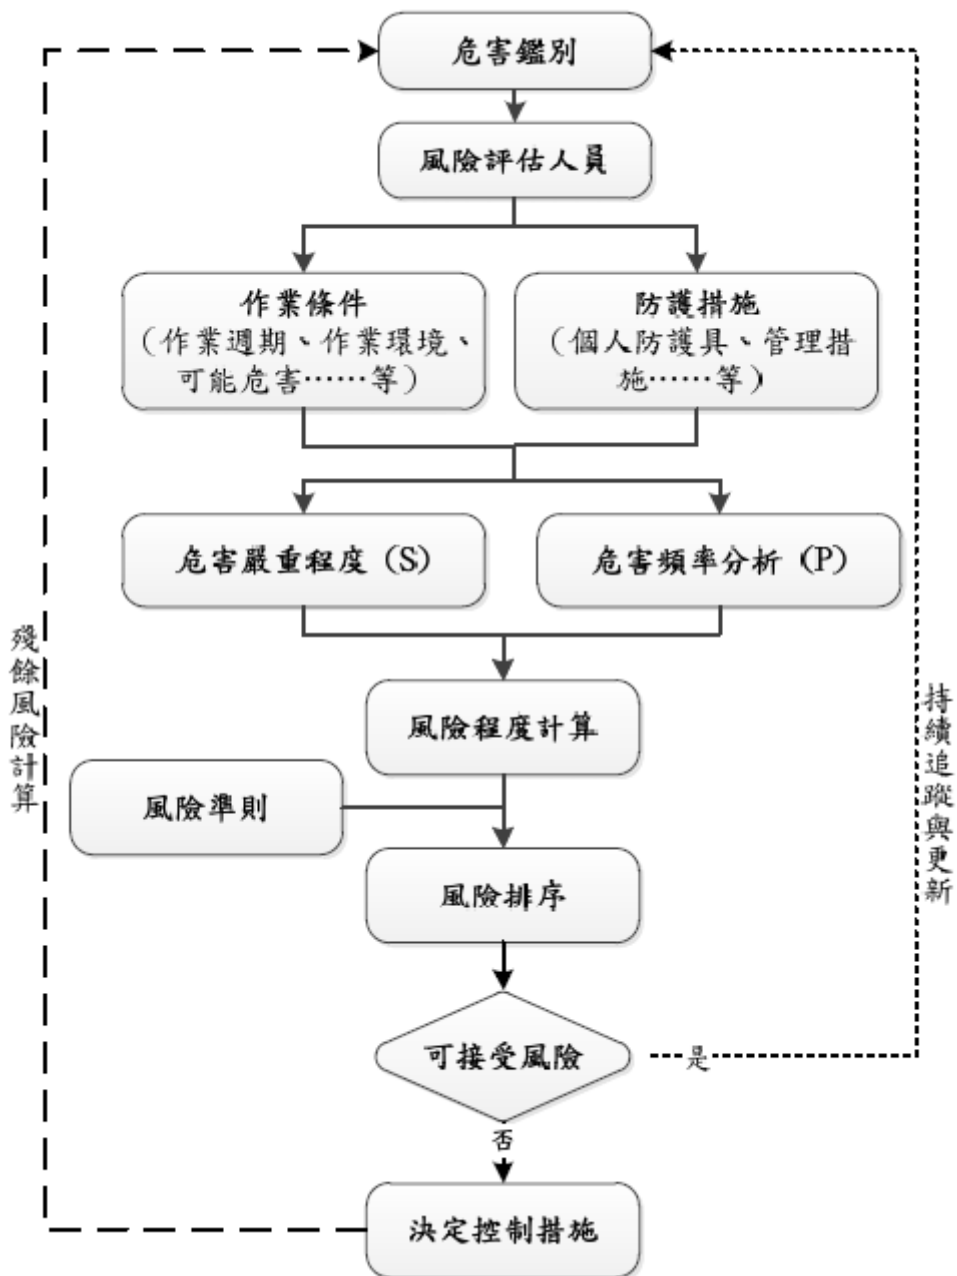 危害鑑別
風險評估人員
作業條件
（作業週期、作業環境、
可能危害……等）
防護措施
（個人防護具、管理措
施……等）
危害嚴重程度（S）
危害頻率分析（P）
殘餘風險計算
風險程度計算
持續追蹤與更新
風險準則
風險排序
可接受風險
是
否
決定控制措施